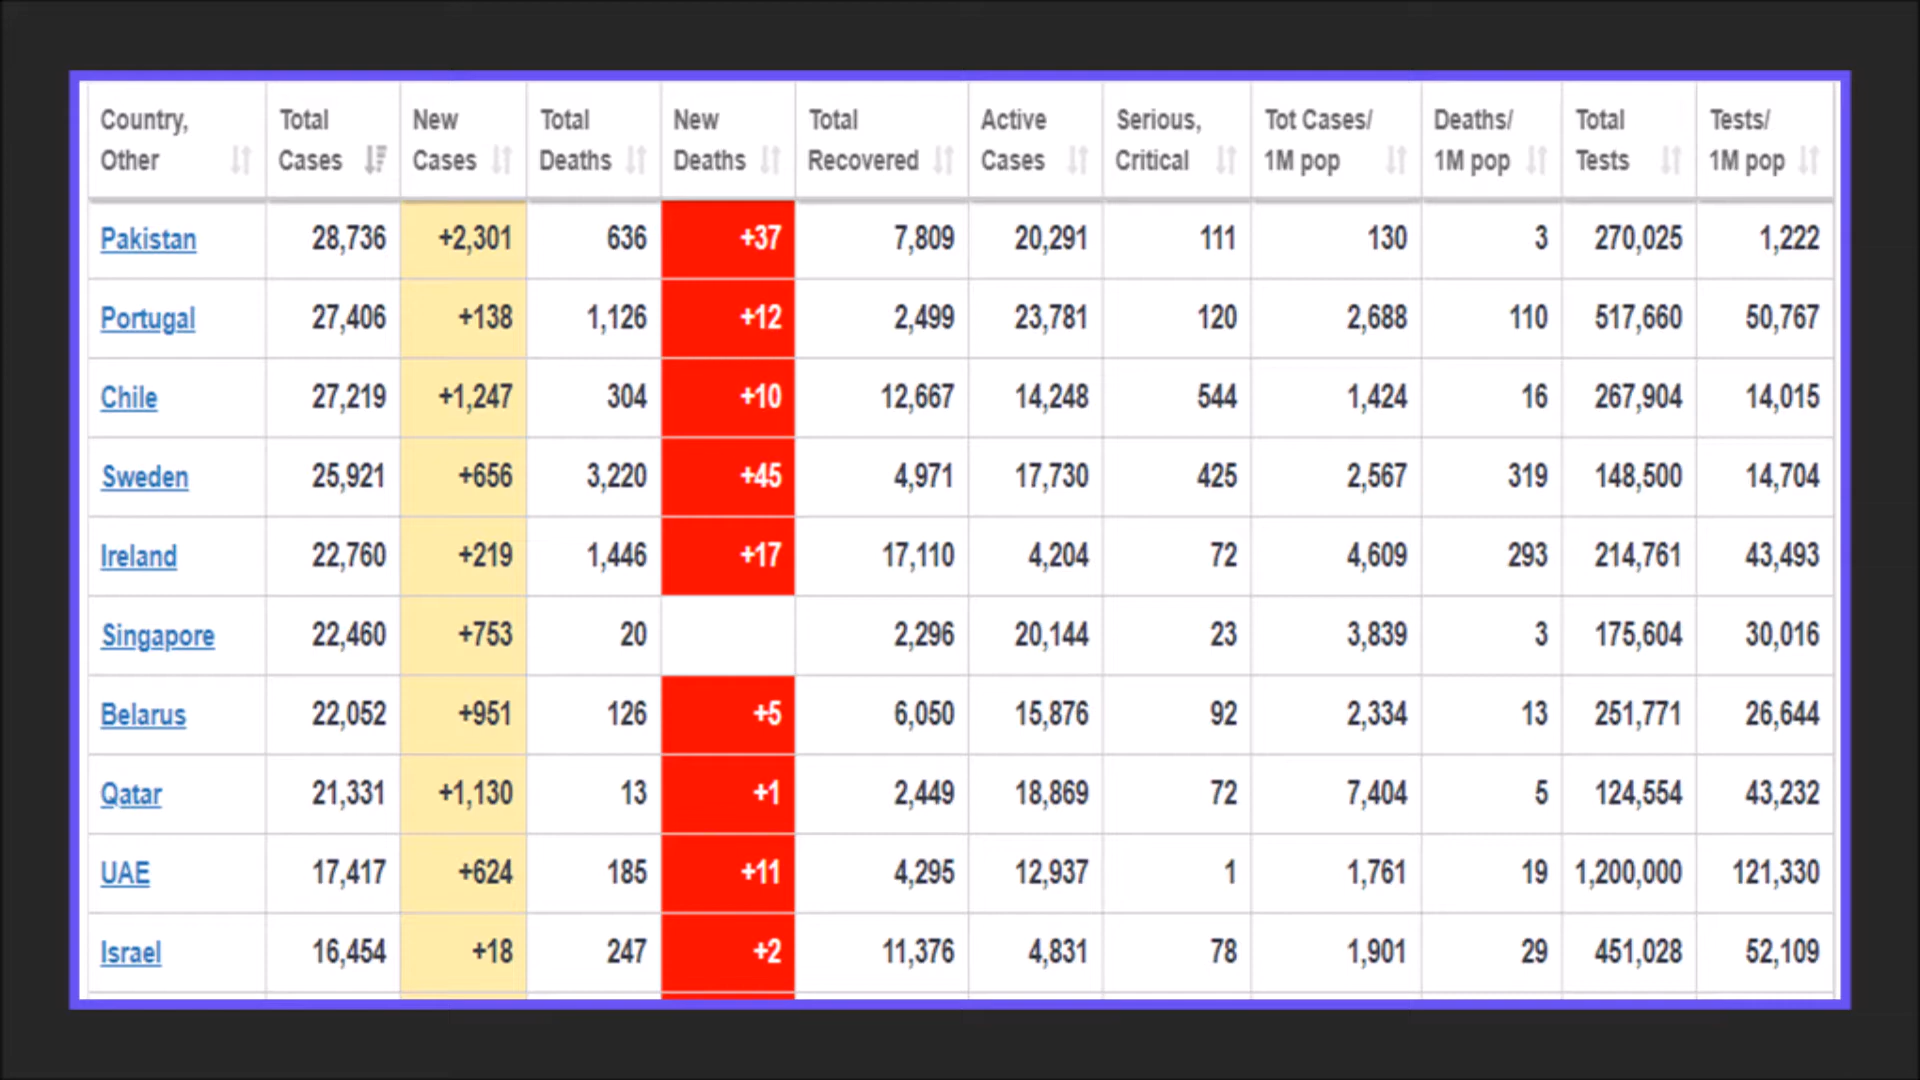 Country, Other Total Cases New Cases Total Deaths New Deaths Total Recovered Active Cases Serious, Critical Tot Cases/ 1M pop Deaths/ 1M pop Total Tests Tests/ 1M pop
Pakistan 28,736 +2,301 636 +37 7,809 20,291 111 130 3 270,025 1,222
Portugal 27,406 +138 1,126 +12 2,499 23,781 120 2,688 110 517,660 50,767
Chile 27,219 +1,247 304 +10 12,667 14,248 544 1,424 16 267,904 14,015
Sweden 25,921 +656 3,220 +45 4,971 17,730 425 2,567 319 148,500 14,704
Ireland 22,760 +219 1,446 +17 17,110 4,204 72 4,609 293 214,761 43,493
Singapore 22,460 +753 20 2,296 20,144 23 3,839 3 175,604 30,016
Belarus 22,052 +951 126 +5 6,050 15,876 92 2,334 13 251,771 26,644
Qatar 21,331 +1,130 13 +1 2,449 18,869 72 7,404 5 124,554 43,232
UAE 17,417 +624 185 +11 4,295 12,937 1 1,761 19 1,200,000 121,330
Israel 16,454 +18 247 +2 11,376 4,831 78 1,901 29 451,028 52,109